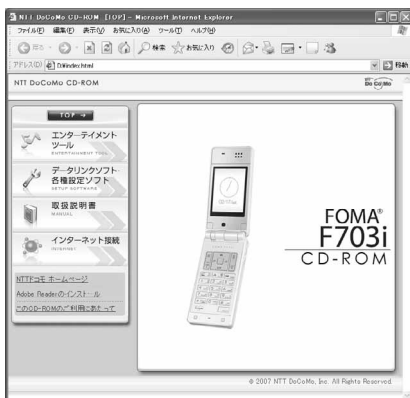 NTT DoCoMo CD-ROM [TOP] - Microsoft Internet Explorer
ファイル(F) 編集(E) 表示(V) お気に入り(A) ツール(T) ヘルプ(H)
検索 お気に入り
アドレス(D) D:¥index.html 移動
NTT DoCoMo CD-ROM
DoCoMo
TOP →
エンターテイメント
ツール
ENTERTAINMENT TOOL
データリンクソフト
各種設定ソフト
SETUP SOFTWARE
取扱説明書
MANUAL
インターネット接続
INTERNET
NTTドコモ ホームページ
Adobe Readerのインストール
このCD-ROMのご利用にあたって
FOMA®
F703i
CD-ROM
© 2007 NTT DoCoMo, Inc. All Rights Reserved.